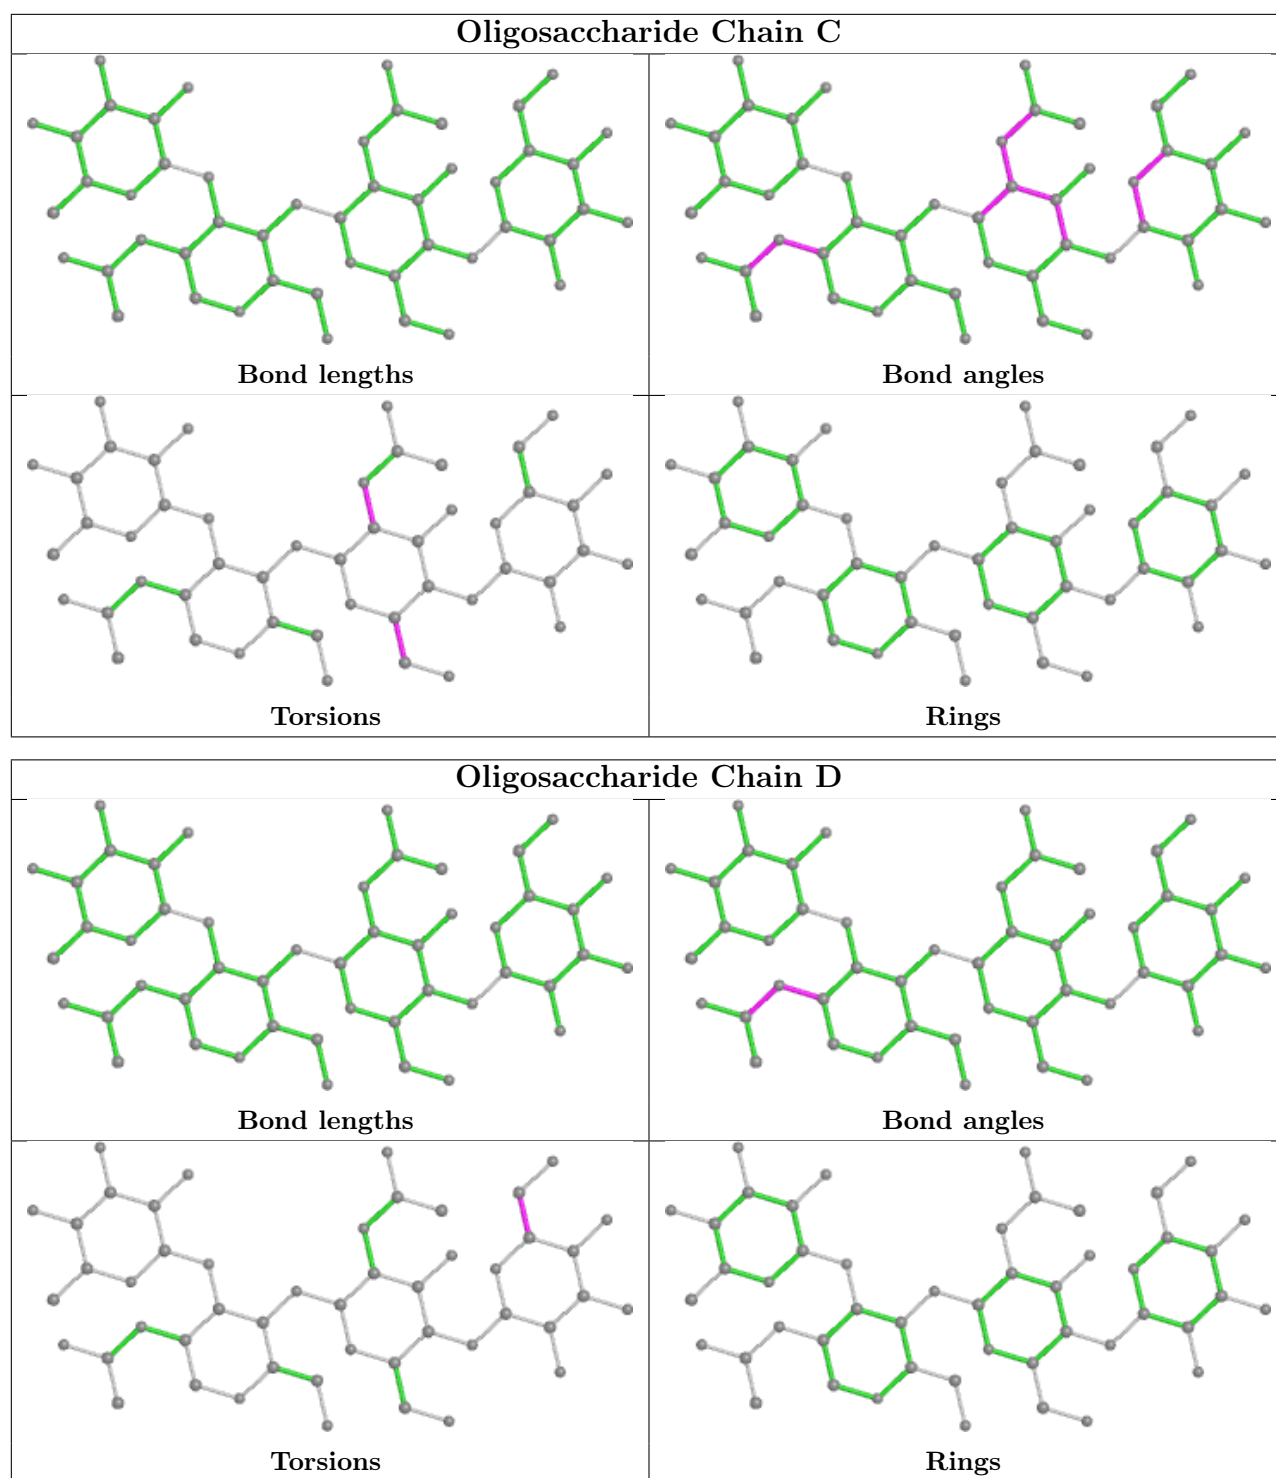 Oligosaccharide Chain C
Bond lengths
Bond angles
Torsions
Rings
Oligosaccharide Chain D
Bond lengths
Bond angles
Torsions
Rings